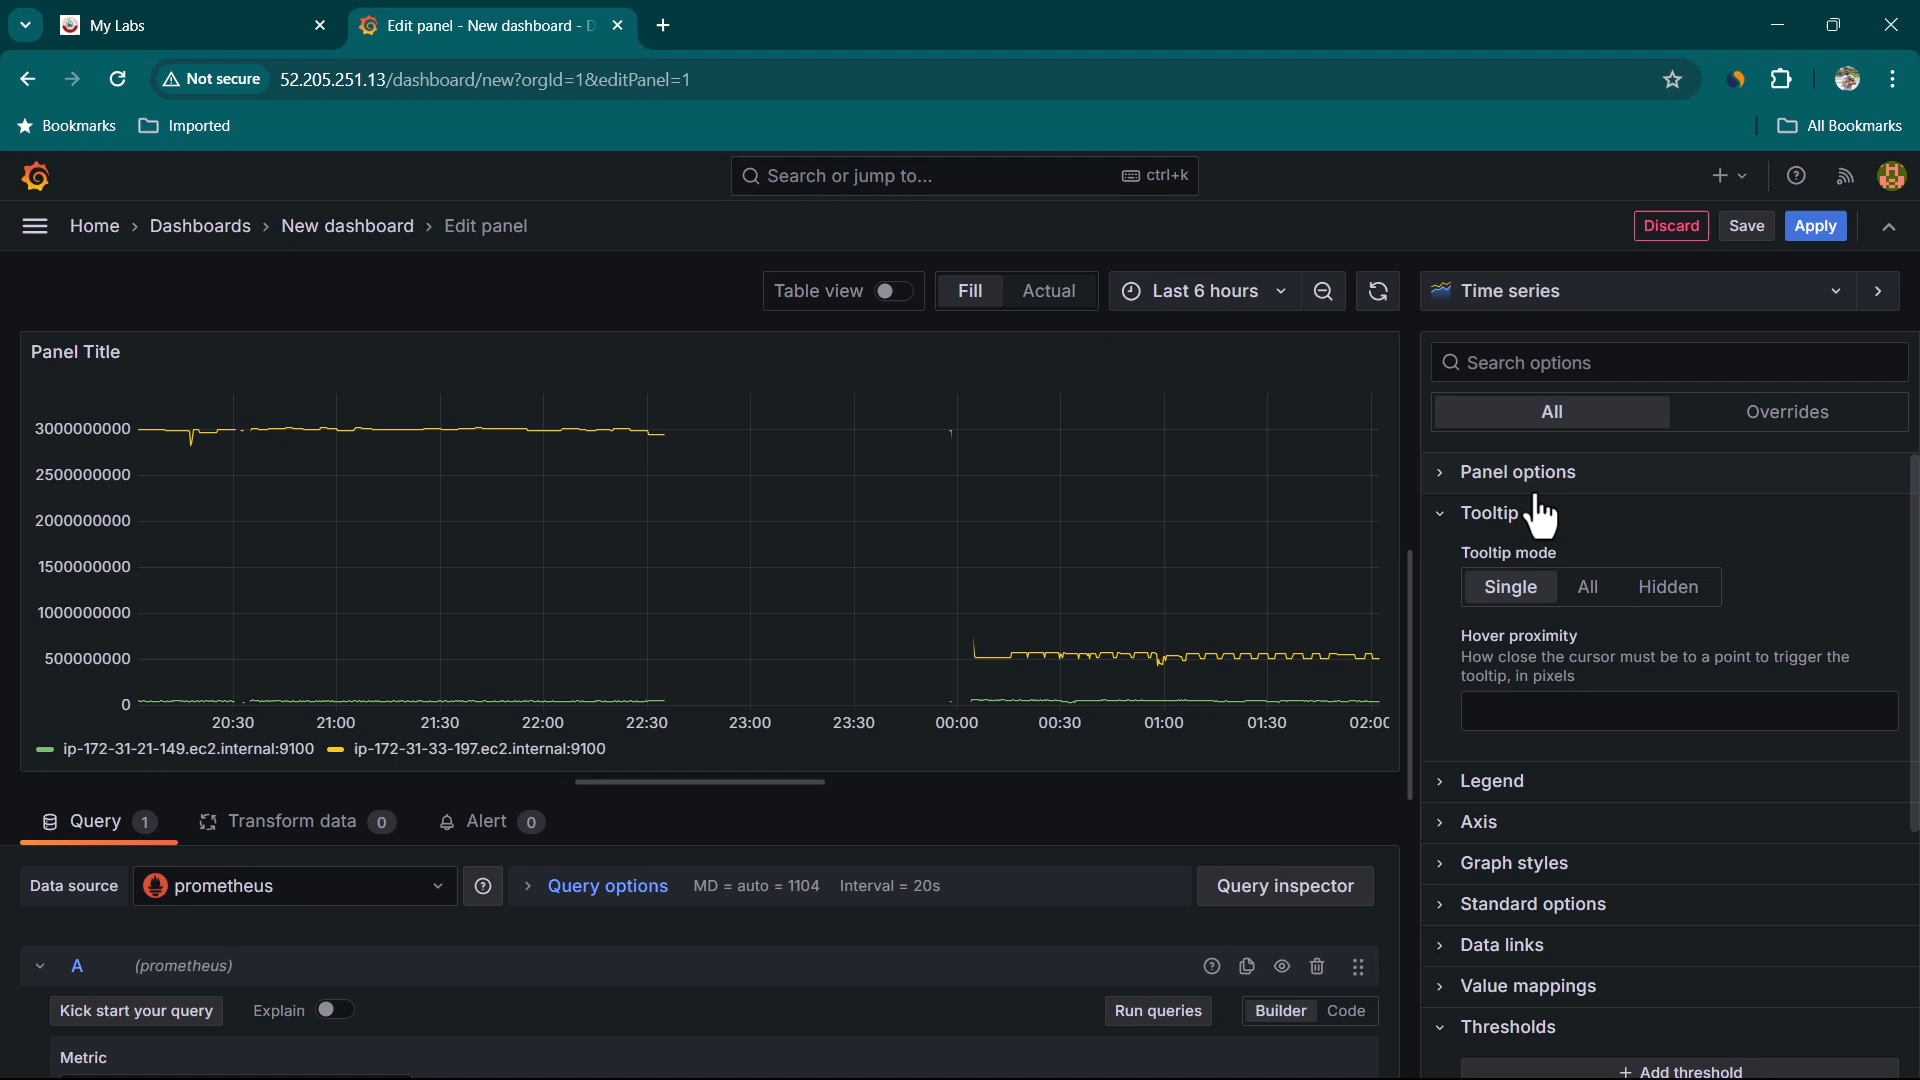 My Labs
Edit panel - New dashboard - D
Not secure 52.205.251.13/dashboard/new?orgId=1&editPanel=1
Bookmarks Imported All Bookmarks
Search or jump to... ctrl+k
Home › Dashboards › New dashboard › Edit panel Discard Save Apply
Table view Fill Actual Last 6 hours Time series
Panel Title
3000000000
2500000000
2000000000
1500000000
1000000000
500000000
0
20:30 21:00 21:30 22:00 22:30 23:00 23:30 00:00 00:30 01:00 01:30 02:00
ip-172-31-21-149.ec2.internal:9100 ip-172-31-33-197.ec2.internal:9100
Search options
All Overrides
Panel options
Tooltip
Tooltip mode
Single All Hidden
Hover proximity
How close the cursor must be to a point to trigger the
tooltip, in pixels
Legend
Axis
Graph styles
Standard options
Data links
Value mappings
Thresholds
+ Add threshold
Query 1 Transform data 0 Alert 0
Data source prometheus Query options MD = auto = 1104 Interval = 20s Query inspector
A (prometheus)
Kick start your query Explain Run queries Builder Code
Metric